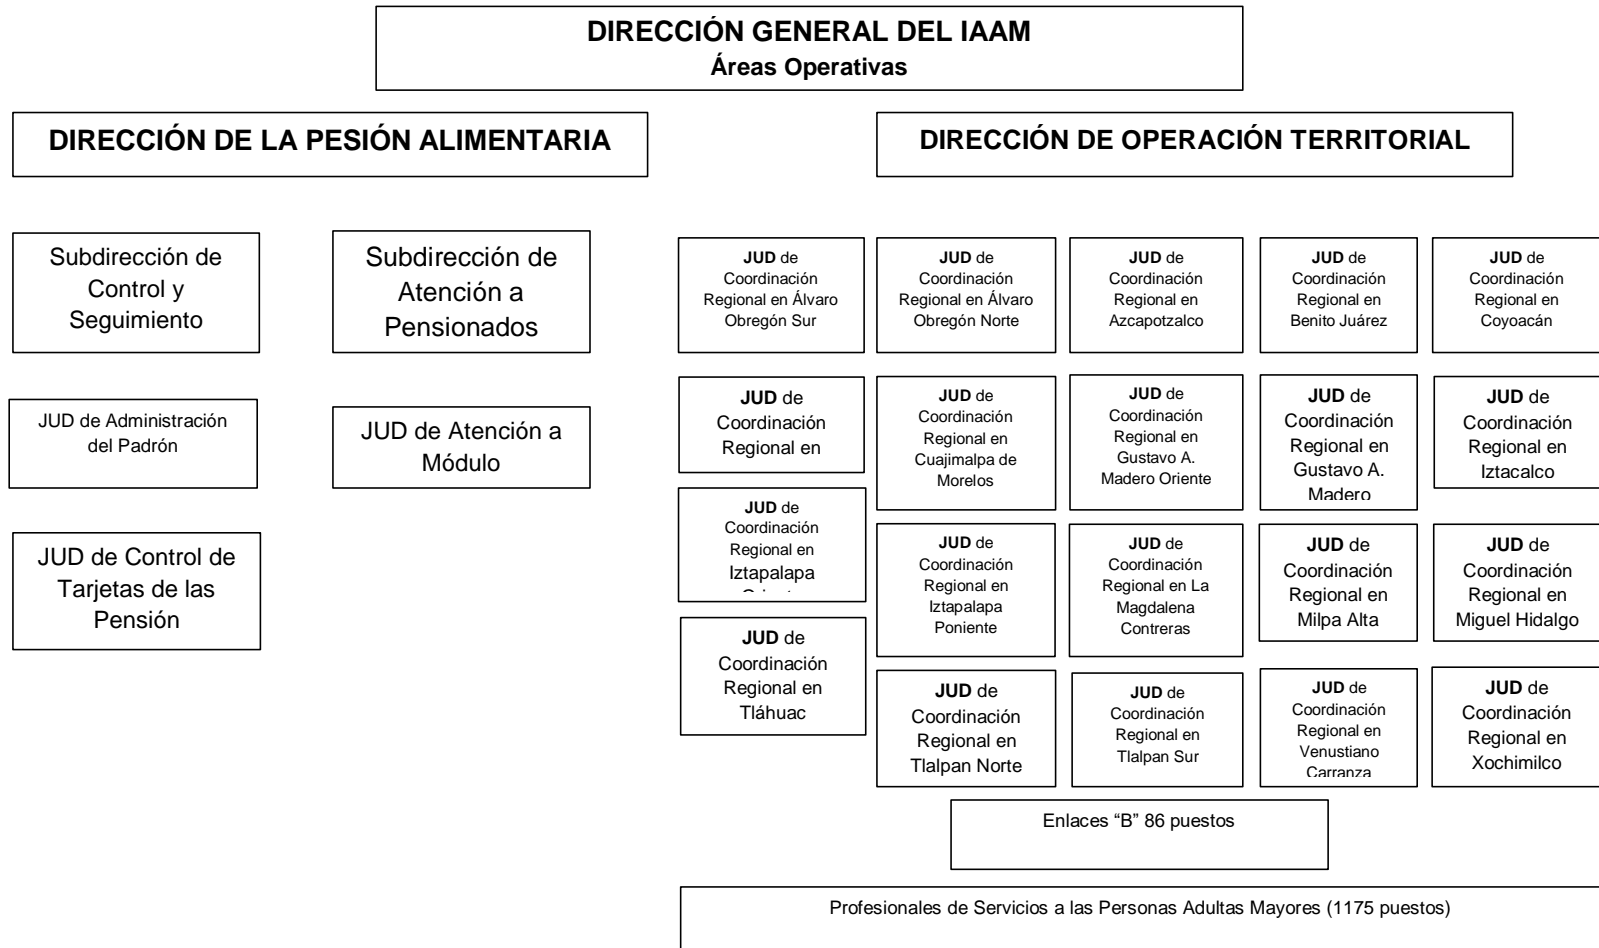 DIRECCIÓN GENERAL DEL IAAM
Áreas Operativas
DIRECCIÓN DE LA PESIÓN ALIMENTARIA
DIRECCIÓN DE OPERACIÓN TERRITORIAL
Subdirección de
Control y
Seguimiento
Subdirección de
Atención a
Pensionados
JUD de Administración
del Padrón
JUD de Atención a
Módulo
JUD de Control de
Tarjetas de las
Pensión
JUD de
Coordinación
Regional en Álvaro
Obregón Sur
JUD de
Coordinación
Regional en Álvaro
Obregón Norte
JUD de
Coordinación
Regional en
Azcapotzalco
JUD de
Coordinación
Regional en
Benito Juárez
JUD de
Coordinación
Regional en
Coyoacán
JUD de
Coordinación
Regional en
JUD de
Coordinación
Regional en
Cuajimalpa de
Morelos
JUD de
Coordinación
Regional en
Gustavo A.
Madero Oriente
JUD de
Coordinación
Regional en
Gustavo A.
Madero
JUD de
Coordinación
Regional en
Iztacalco
JUD de
Coordinación
Regional en
Iztapalapa
JUD de
Coordinación
Regional en
Iztapalapa
Poniente
JUD de
Coordinación
Regional en La
Magdalena
Contreras
JUD de
Coordinación
Regional en
Milpa Alta
JUD de
Coordinación
Regional en
Miguel Hidalgo
JUD de
Coordinación
Regional en
Tláhuac
JUD de
Coordinación
Regional en
Tlalpan Norte
JUD de
Coordinación
Regional en
Tlalpan Sur
JUD de
Coordinación
Regional en
Venustiano
Carranza
JUD de
Coordinación
Regional en
Xochimilco
Enlaces “B” 86 puestos
Profesionales de Servicios a las Personas Adultas Mayores (1175 puestos)